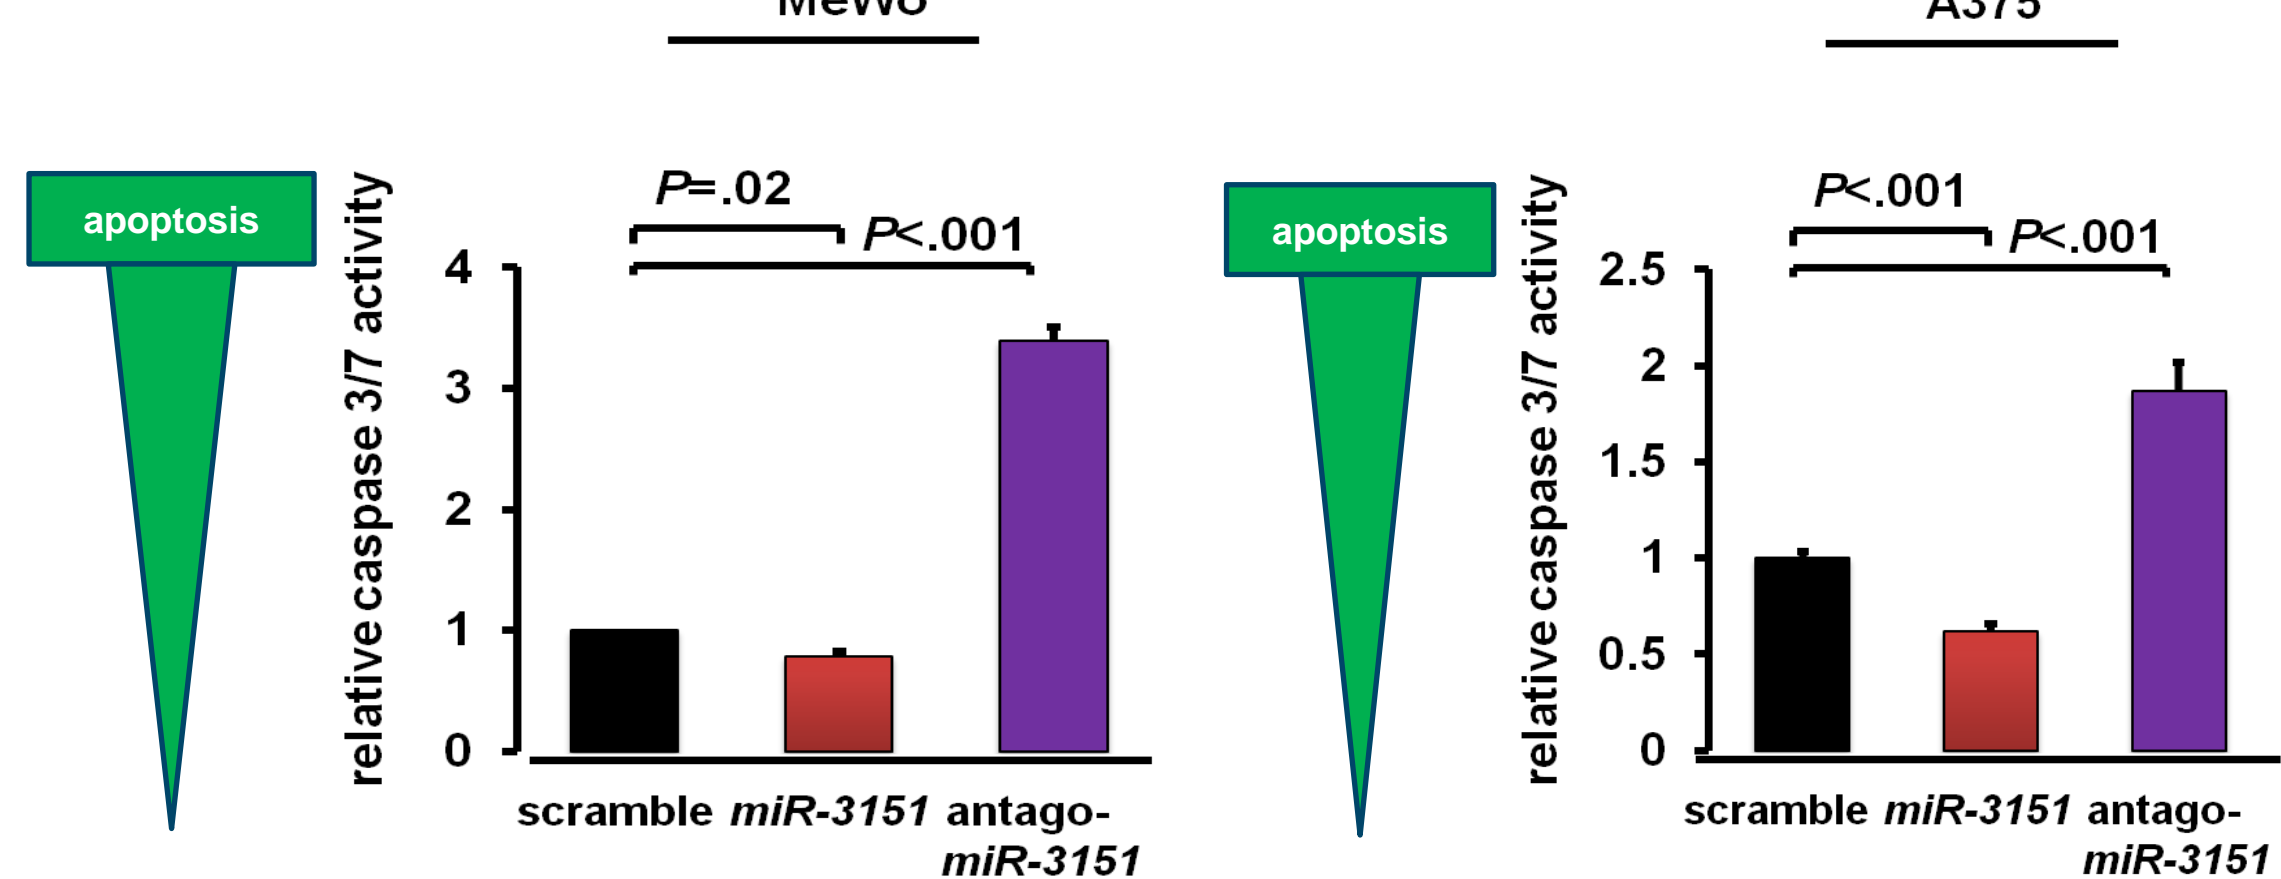 MeWo
apoptosis
relative caspase 3/7 activity
P=.02
P<.001
4
3
2
1
0
scramble miR-3151 antago-
miR-3151
A375
apoptosis
relative caspase 3/7 activity
P<.001
P<.001
2.5
2
1.5
1
0.5
0
scramble miR-3151 antago-
miR-3151